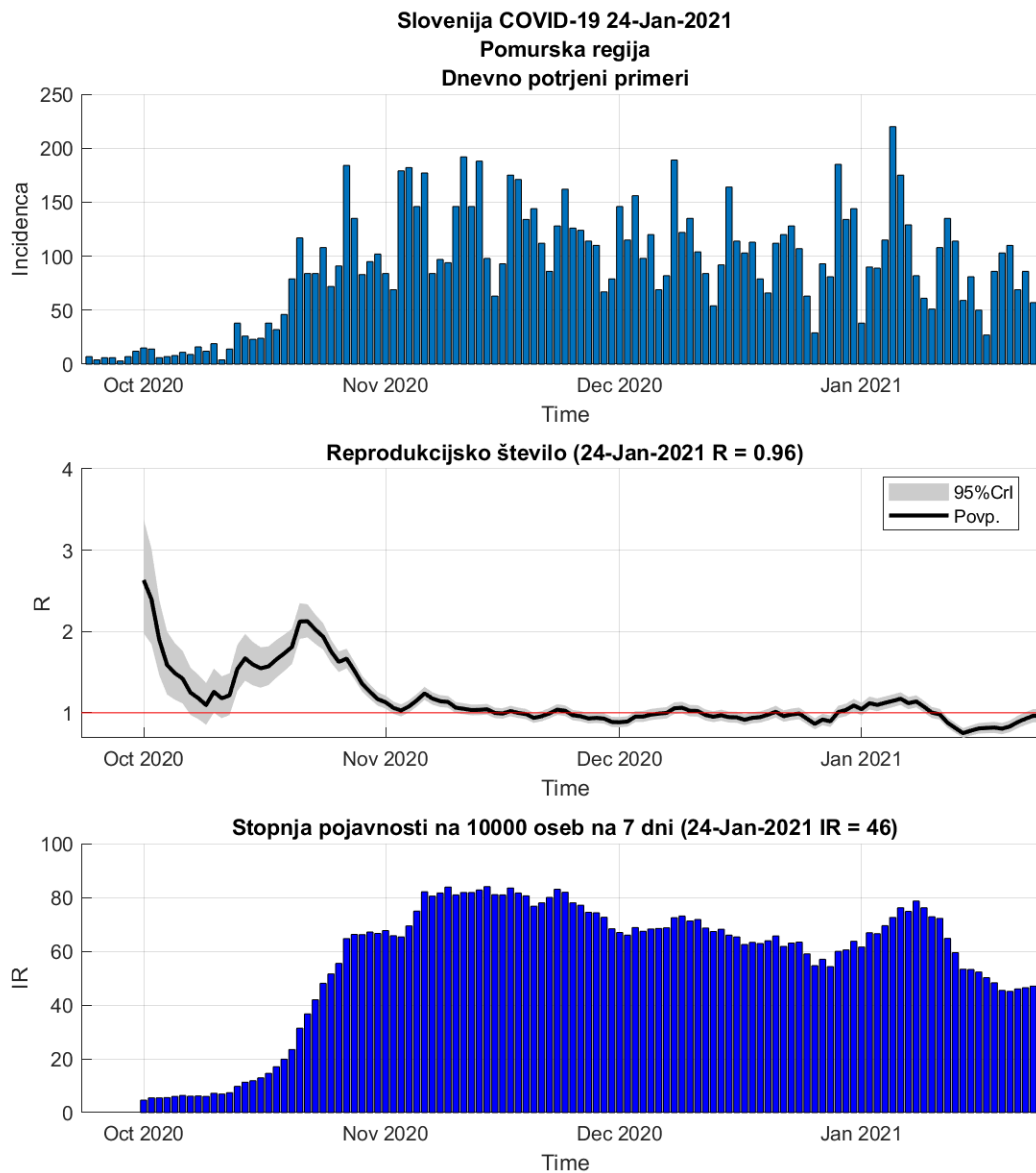 Slovenija COVID-19 24-Jan-2021
Pomurska regija
Dnevno potrjeni primeri
250
200
150
100
50
0
Incidenca
Oct 2020 Nov 2020 Dec 2020 Jan 2021
Time
Reprodukcijsko število (24-Jan-2021 R = 0.96)
4
3
2
1
R
95%CrI
Povp.
Oct 2020 Nov 2020 Dec 2020 Jan 2021
Time
Stopnja pojavnosti na 10000 oseb na 7 dni (24-Jan-2021 IR = 46)
100
80
60
40
20
0
IR
Oct 2020 Nov 2020 Dec 2020 Jan 2021
Time